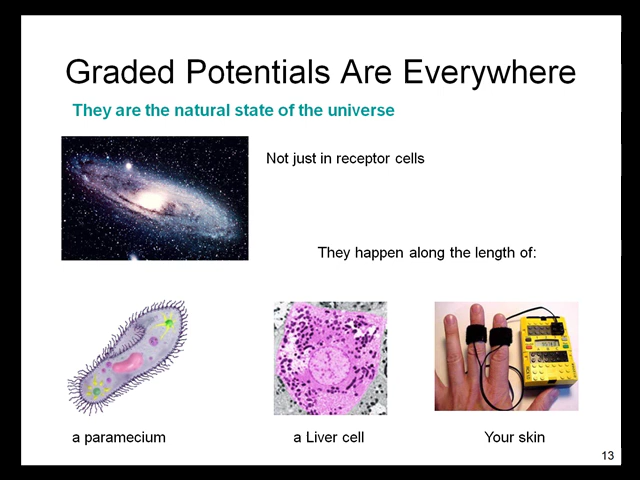 Graded Potentials Are Everywhere
They are the natural state of the universe
Not just in receptor cells
They happen along the length of:
a paramecium
a Liver cell
Your skin
13